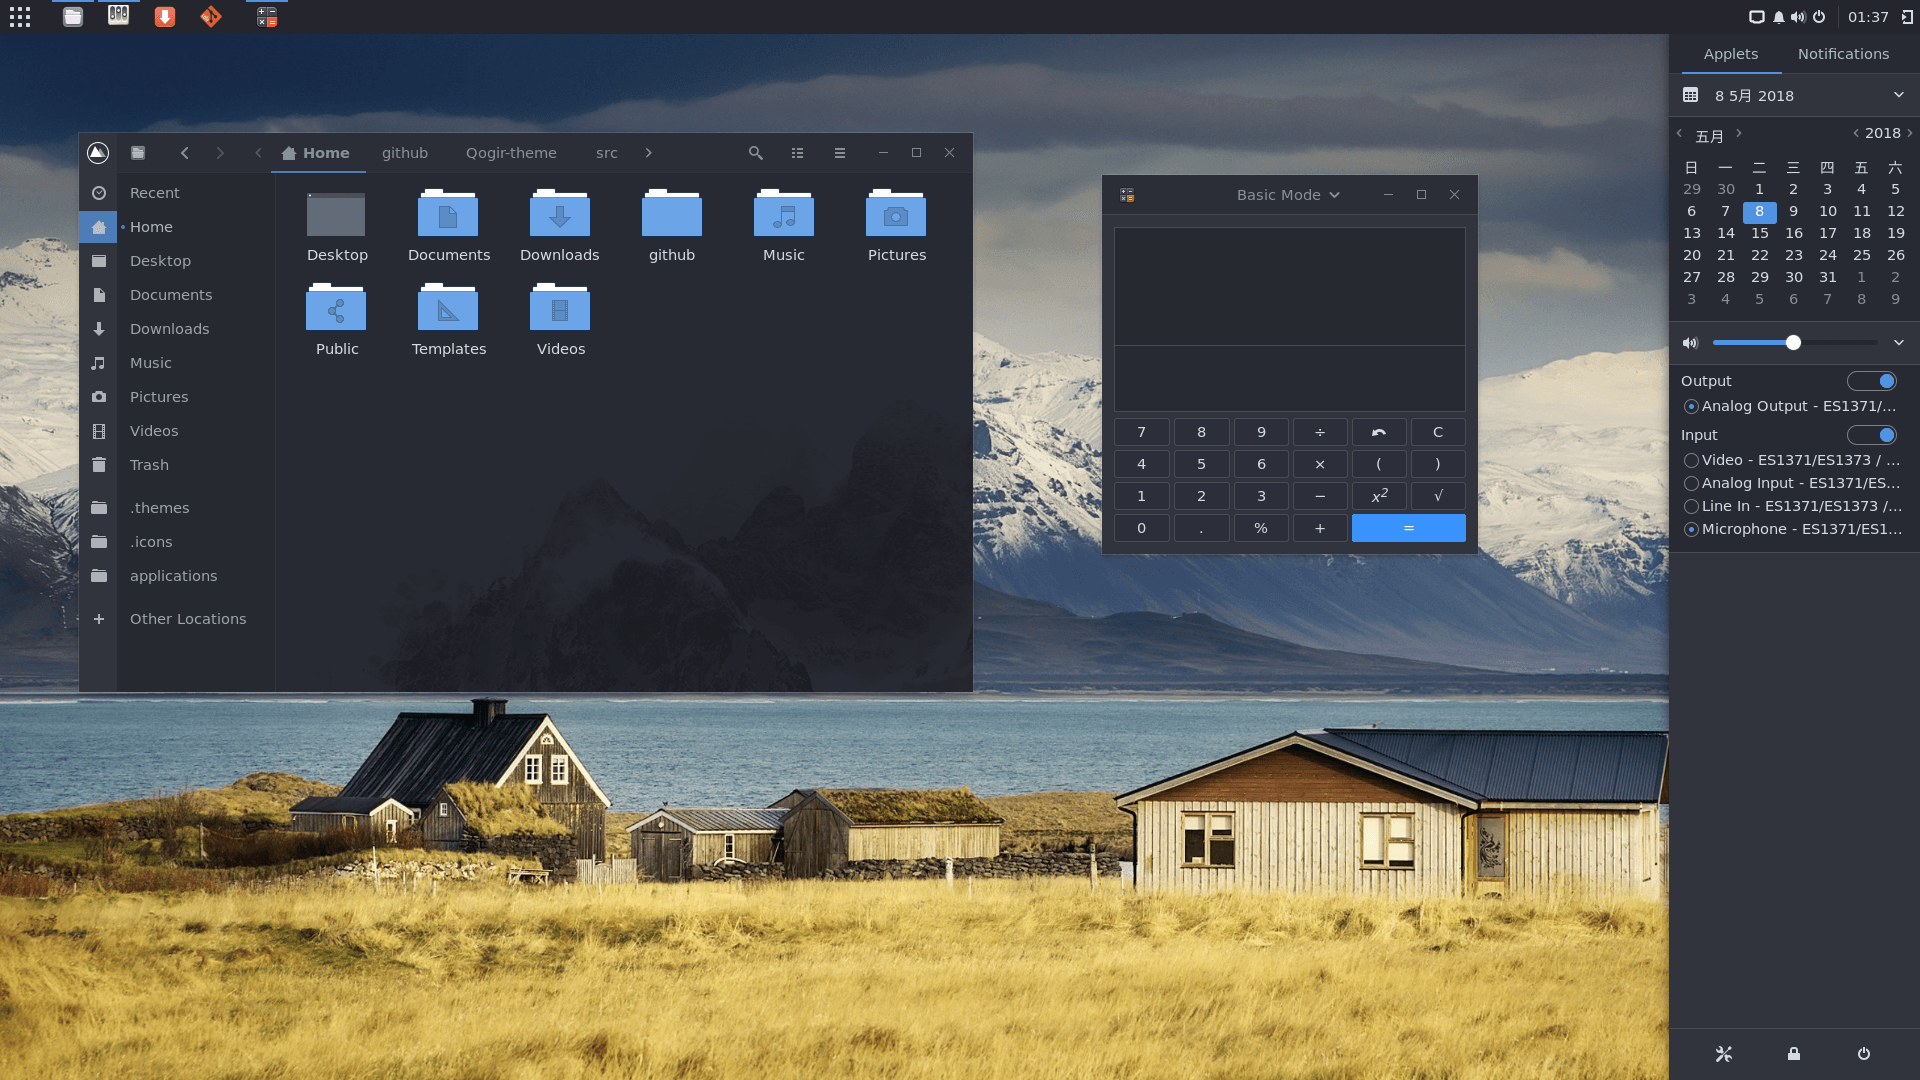 01:37
Applets Notifications
8 5月 2018
五月 2018
日 一 二 三 四 五 六
29 30 1 2 3 4 5
6 7 8 9 10 11 12
13 14 15 16 17 18 19
20 21 22 23 24 25 26
27 28 29 30 31 1 2
3 4 5 6 7 8 9
Output
Analog Output - ES1371/...
Input
Video - ES1371/ES1373 / ...
Analog Input - ES1371/ES...
Line In - ES1371/ES1373 /...
Microphone - ES1371/ES1...
Home github Qogir-theme src
Recent
Home
Desktop
Documents
Downloads
Music
Pictures
Videos
Trash
.themes
.icons
applications
Other Locations
Desktop Documents Downloads github Music Pictures
Public Templates Videos
Basic Mode
7 8 9 ÷ C
4 5 6 × ( )
1 2 3 − x² √
0 . % + =